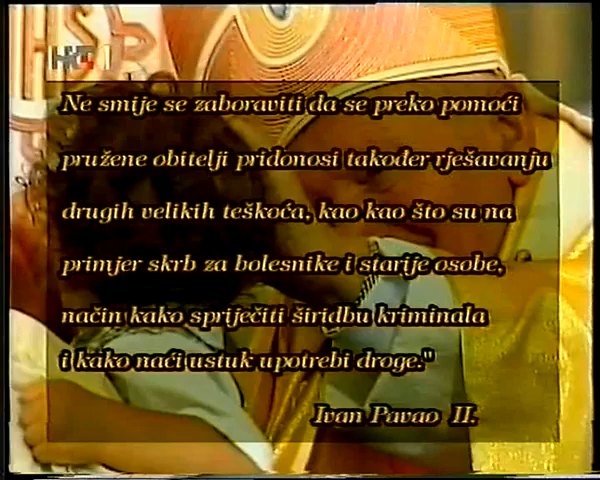 HRT 1
Ne smije se zaboraviti da se preko pomoći
pružene obitelji pridonosi također rješavanju
drugih velikih teškoća, kao kao što su na
primjer skrb za bolesnike i starije osobe,
način kako spriječiti širidbu kriminala
i kako naći ustuk upotrebi droge."
Ivan Pavao II.